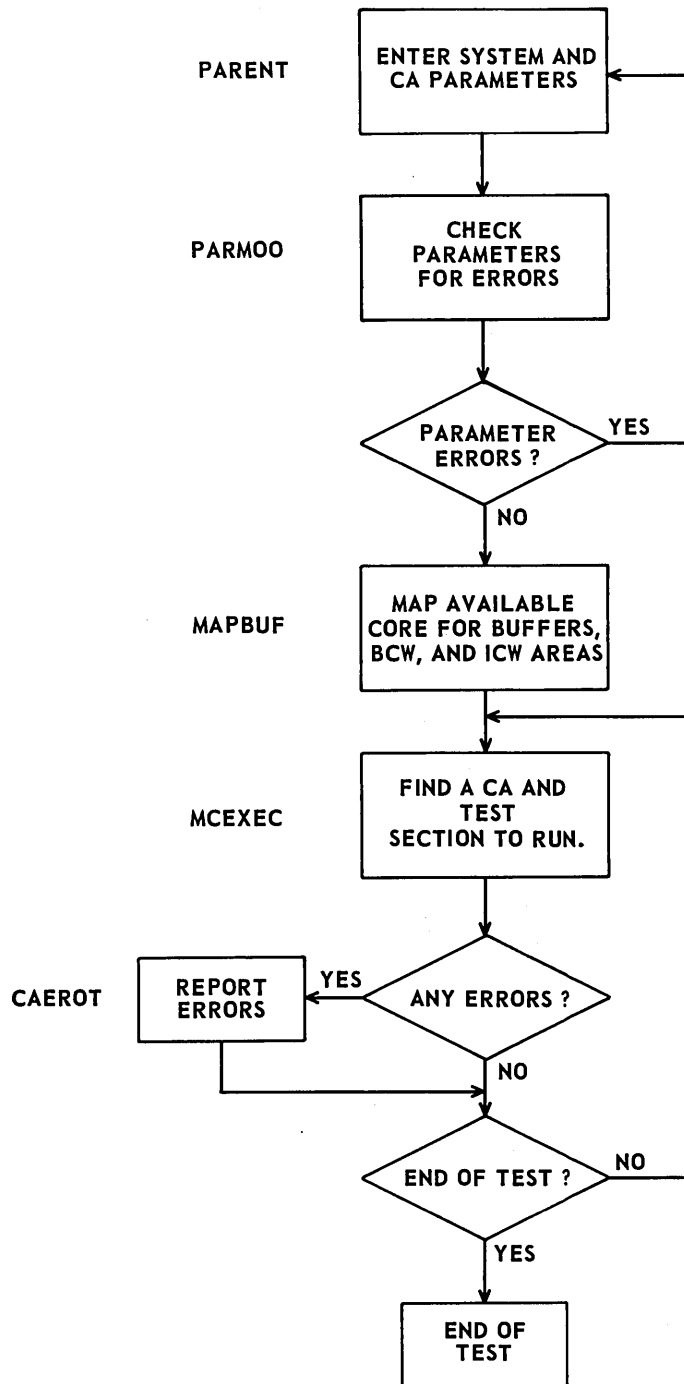 PARENT
ENTER SYSTEM AND
CA PARAMETERS
PARMOO
CHECK
PARAMETERS
FOR ERRORS
PARAMETER
ERRORS ?
YES
NO
MAPBUF
MAP AVAILABLE
CORE FOR BUFFERS,
BCW, AND ICW AREAS
MCEXEC
FIND A CA AND
TEST
SECTION TO RUN.
CAEROT
REPORT
ERRORS
YES
ANY ERRORS ?
NO
END OF TEST ?
NO
YES
END OF
TEST